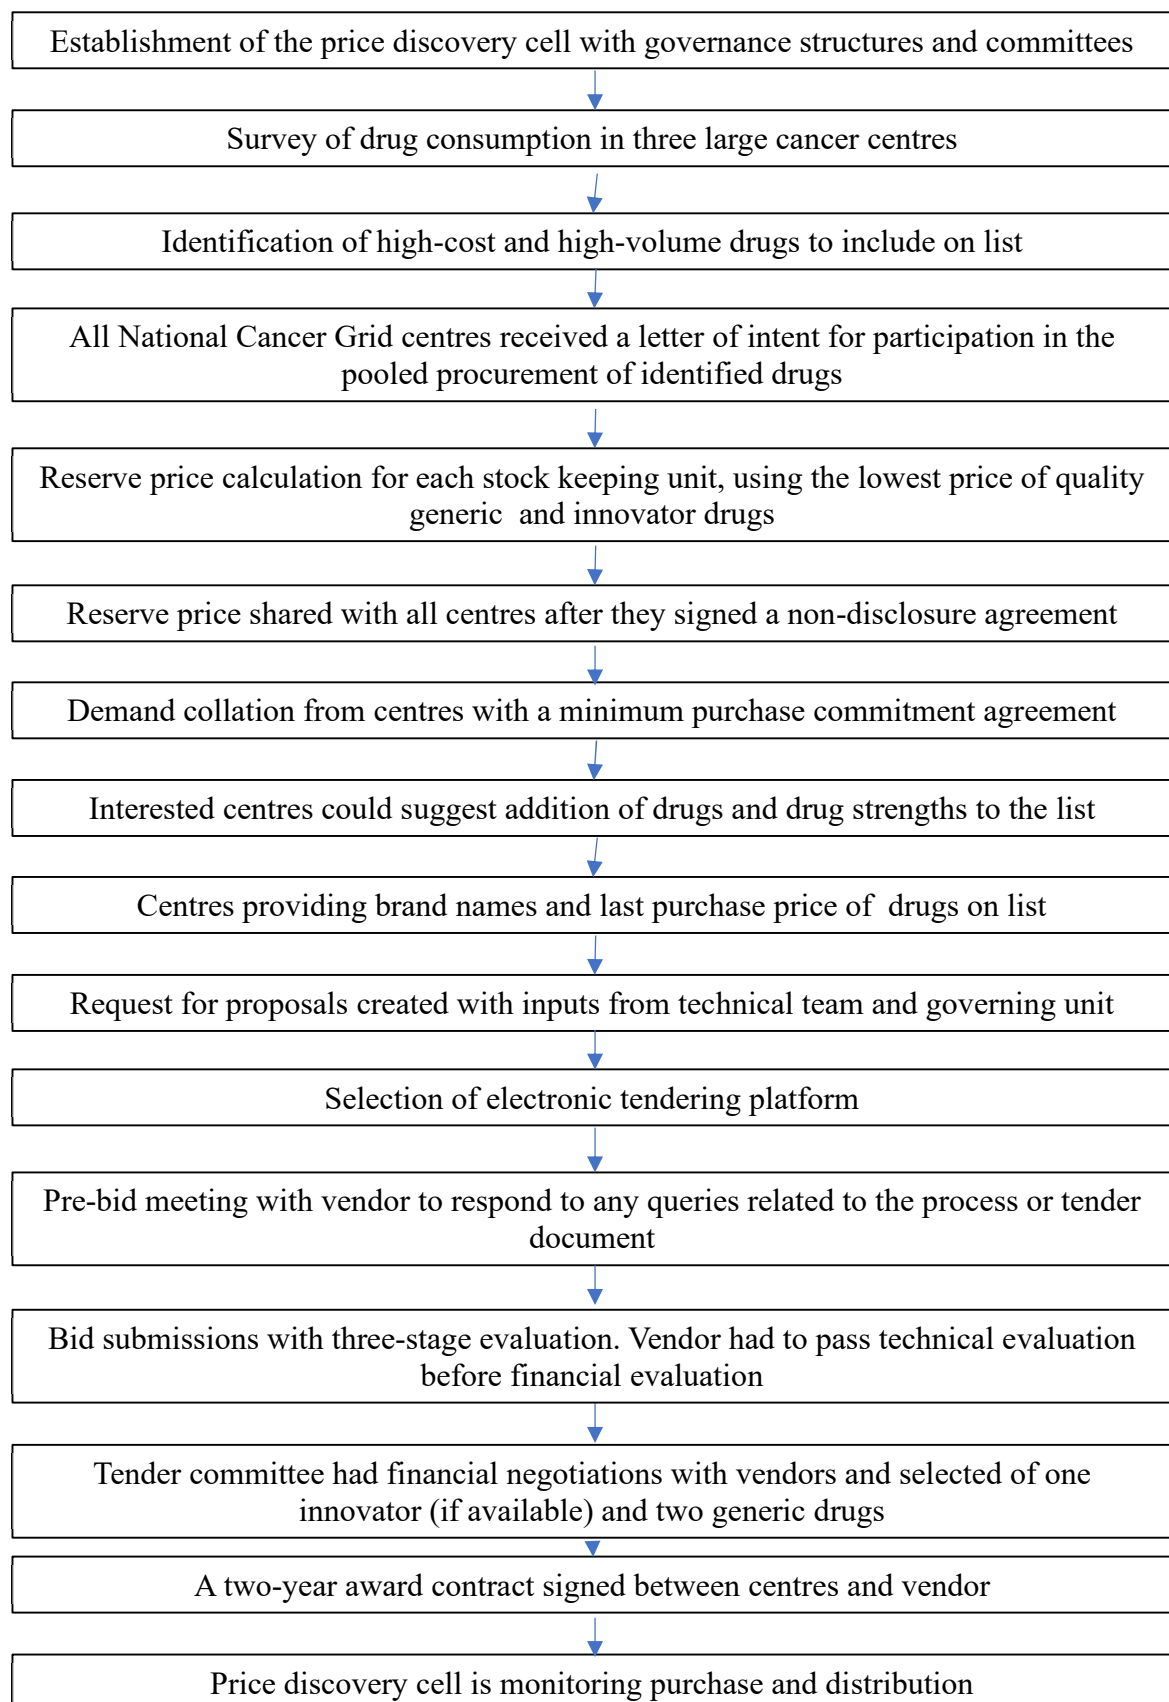 Establishment of the price discovery cell with governance structures and committees
Survey of drug consumption in three large cancer centres
Identification of high-cost and high-volume drugs to include on list
All National Cancer Grid centres received a letter of intent for participation in the
pooled procurement of identified drugs
Reserve price calculation for each stock keeping unit, using the lowest price of quality
generic  and innovator drugs
Reserve price shared with all centres after they signed a non-disclosure agreement
Demand collation from centres with a minimum purchase commitment agreement
Interested centres could suggest addition of drugs and drug strengths to the list
Centres providing brand names and last purchase price of  drugs on list
Request for proposals created with inputs from technical team and governing unit
Selection of electronic tendering platform
Pre-bid meeting with vendor to respond to any queries related to the process or tender
document
Bid submissions with three-stage evaluation. Vendor had to pass technical evaluation
before financial evaluation
Tender committee had financial negotiations with vendors and selected of one
innovator (if available) and two generic drugs
A two-year award contract signed between centres and vendor
Price discovery cell is monitoring purchase and distribution